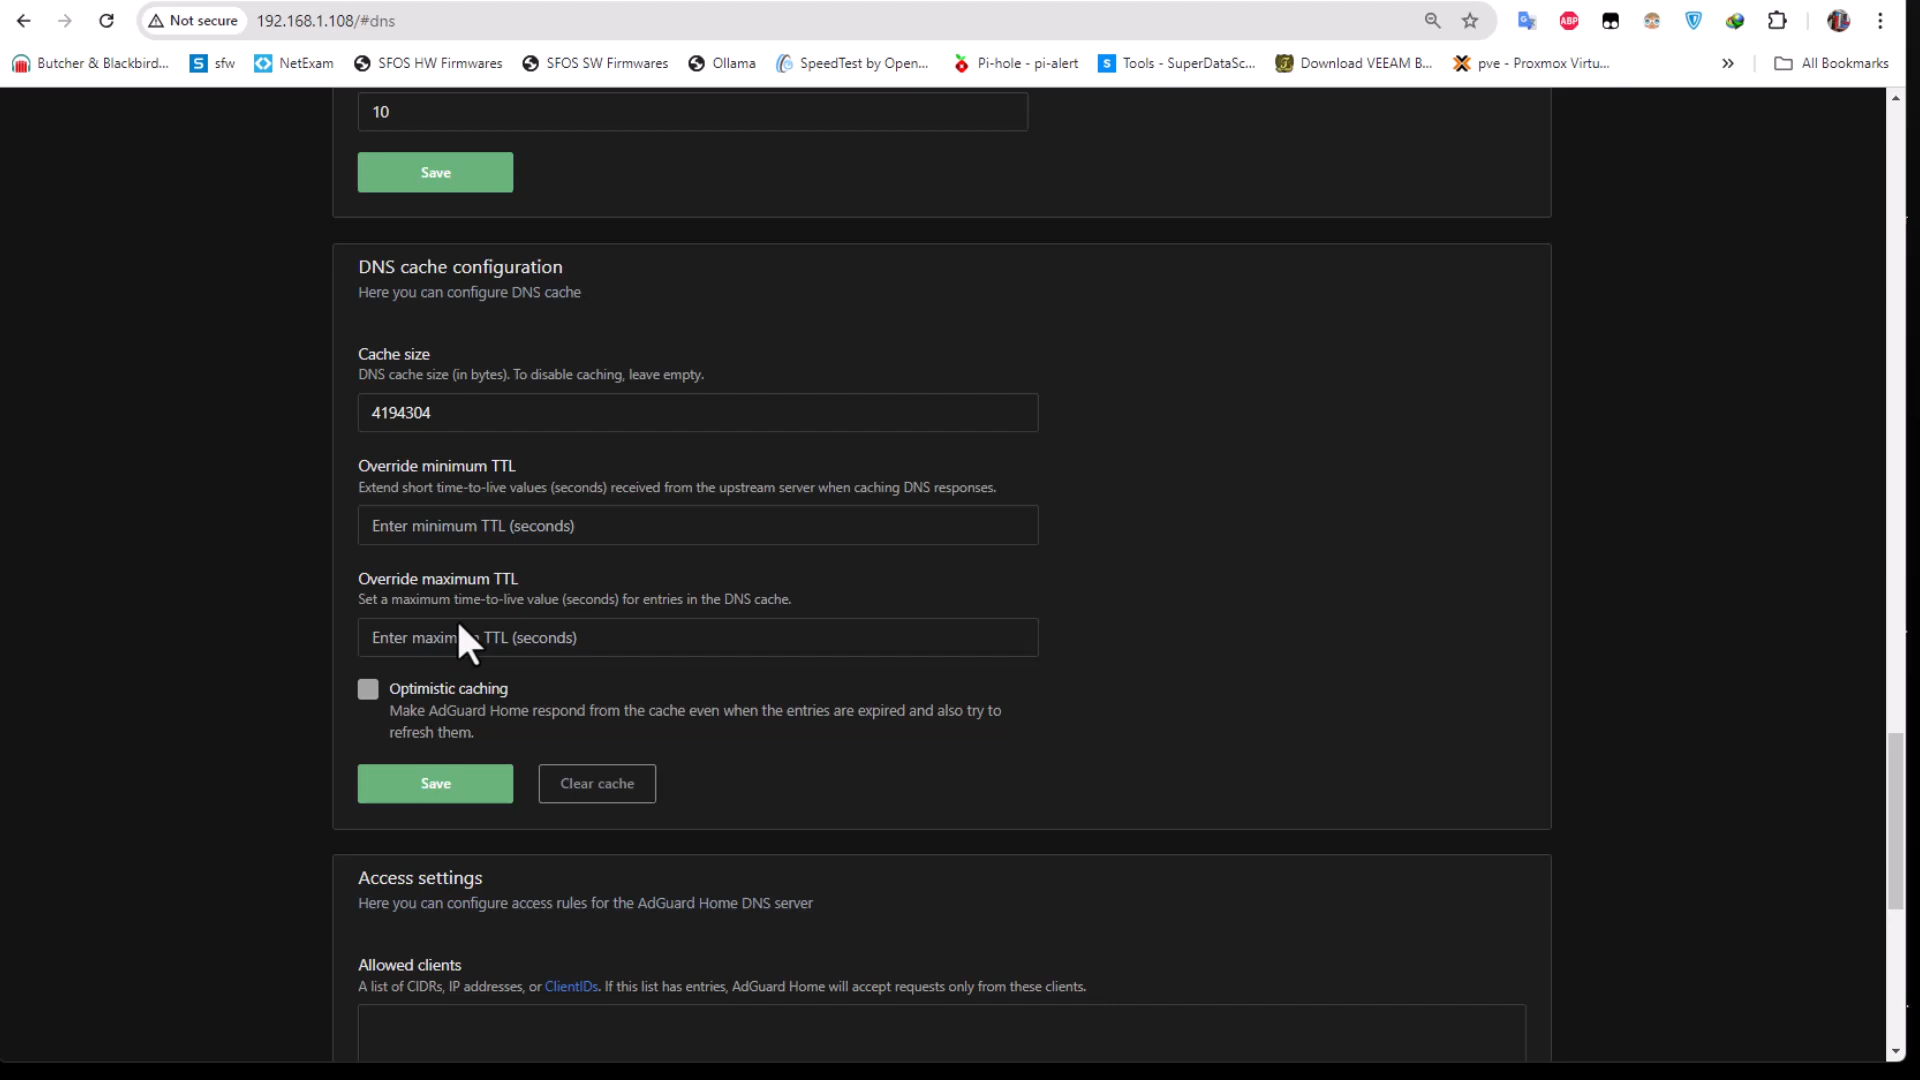 Not secure 192.168.1.108/#dns
ABP
Butcher & Blackbird... sfw NetExam SFOS HW Firmwares SFOS SW Firmwares Ollama SpeedTest by Open... Pi-hole - pi-alert Tools - SuperDataSc... Download VEEAM B... pve - Proxmox Virtu... » All Bookmarks
10
Save
DNS cache configuration
Here you can configure DNS cache
Cache size
DNS cache size (in bytes). To disable caching, leave empty.
4194304
Override minimum TTL
Extend short time-to-live values (seconds) received from the upstream server when caching DNS responses.
Enter minimum TTL (seconds)
Override maximum TTL
Set a maximum time-to-live value (seconds) for entries in the DNS cache.
Enter maximum TTL (seconds)
Optimistic caching
Make AdGuard Home respond from the cache even when the entries are expired and also try to
refresh them.
Save Clear cache
Access settings
Here you can configure access rules for the AdGuard Home DNS server
Allowed clients
A list of CIDRs, IP addresses, or ClientIDs. If this list has entries, AdGuard Home will accept requests only from these clients.